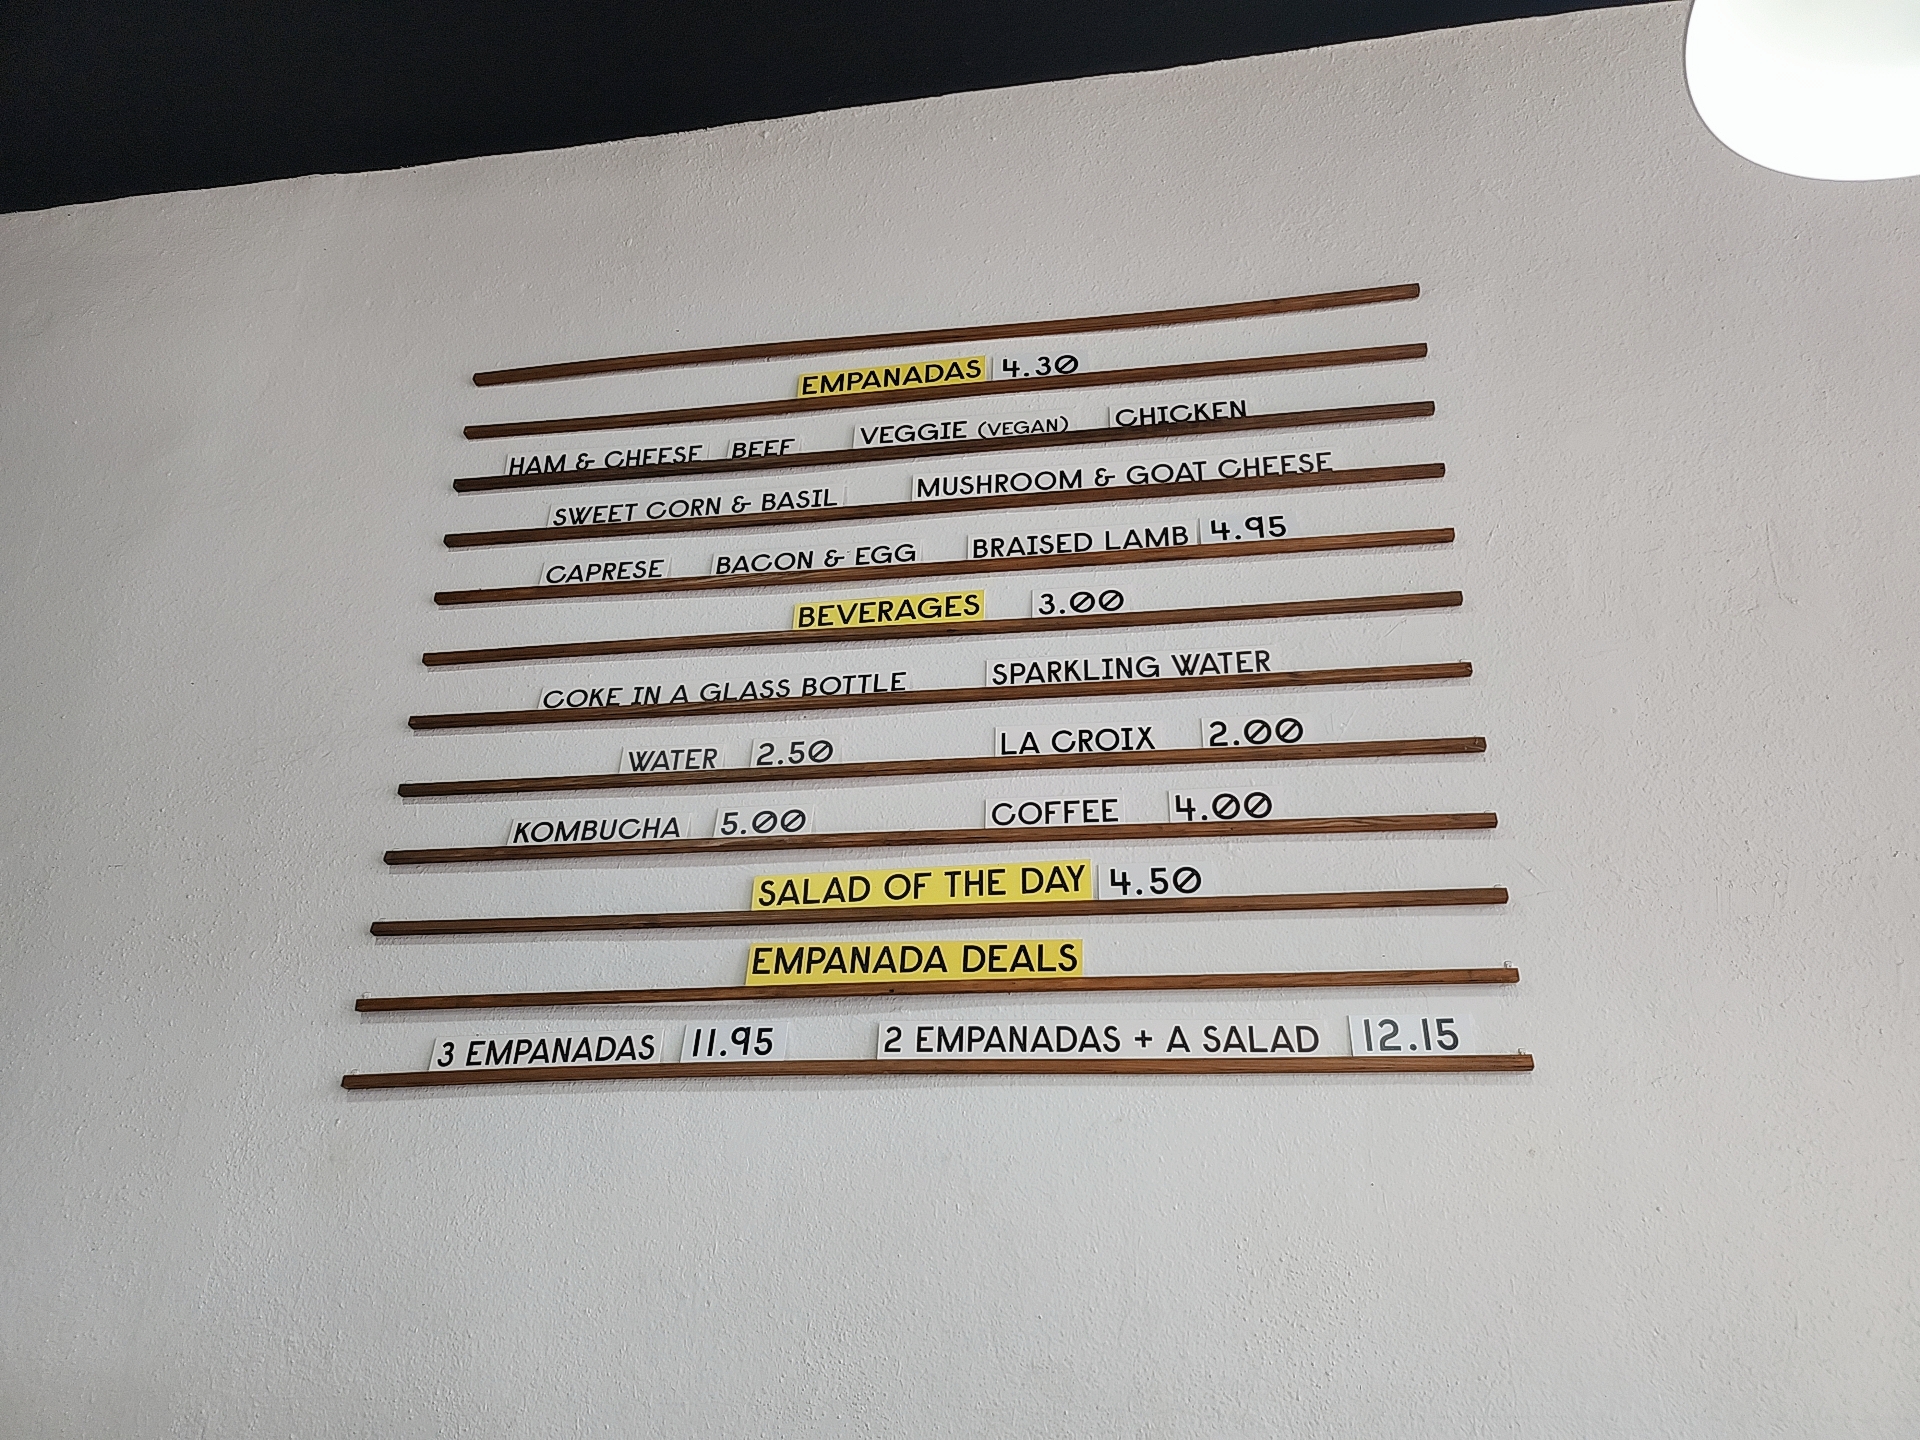 EMPANADAS 4.30
HAM & CHEESE BEEF VEGGIE (VEGAN) CHICKEN
SWEET CORN & BASIL MUSHROOM & GOAT CHEESE
CAPRESE BACON & EGG BRAISED LAMB 4.95
BEVERAGES 3.00
COKE IN A GLASS BOTTLE SPARKLING WATER
WATER 2.50 LA CROIX 2.00
KOMBUCHA 5.00 COFFEE 4.00
SALAD OF THE DAY 4.50
EMPANADA DEALS
3 EMPANADAS 11.95 2 EMPANADAS + A SALAD 12.15